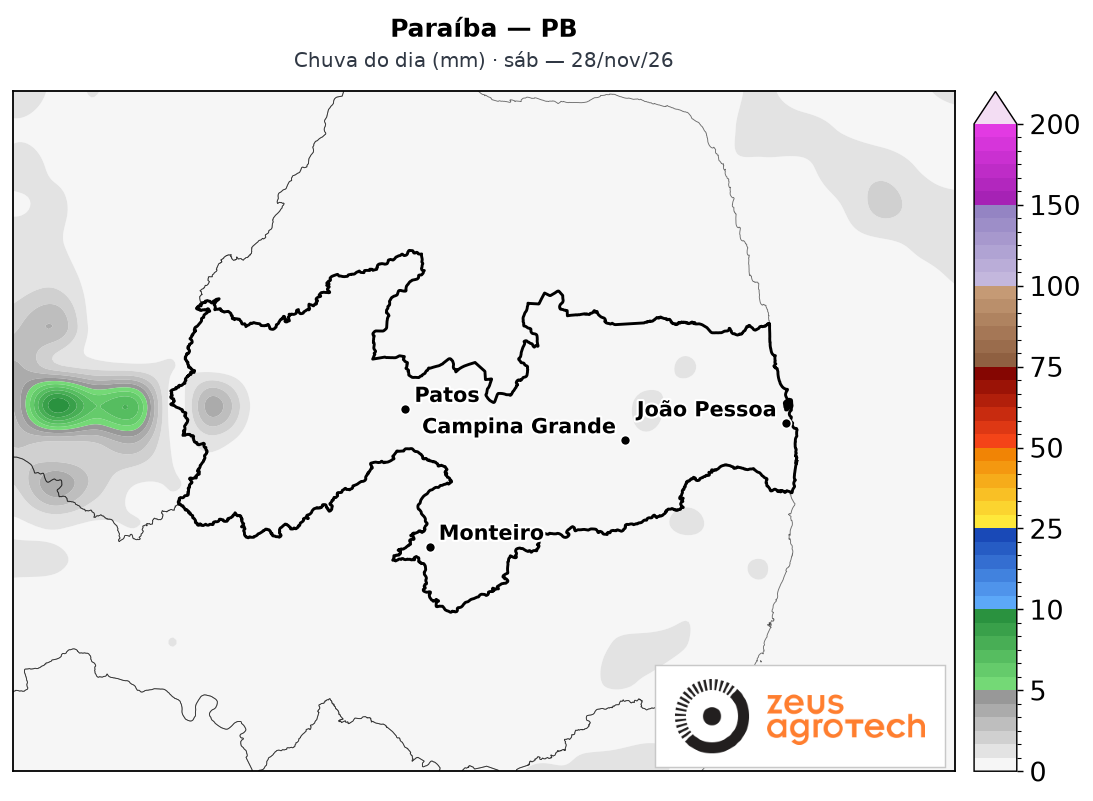 Paraíba — PB
Chuva do dia (mm) · sáb — 28/nov/26
200
150
100
75
50
25
10
5
0
Patos
João Pessoa
Campina Grande
Monteiro
zeus
agrotech